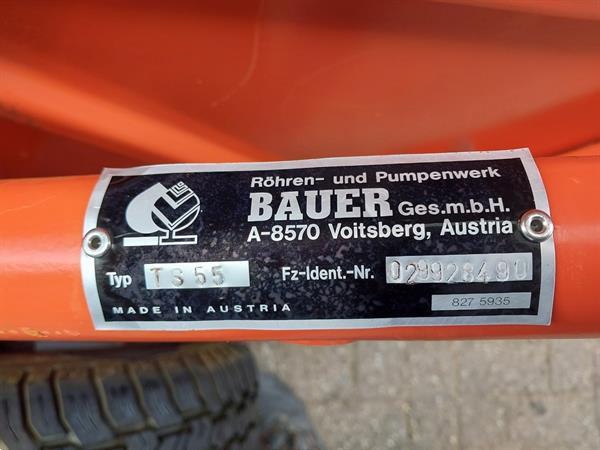 Röhren- und Pumpenwerk
BAUER Ges.m.b.H.
A-8570 Voitsberg, Austria
Typ TS55 Fz-Ident.-Nr. 029928490
827 5935
MADE IN AUSTRIA